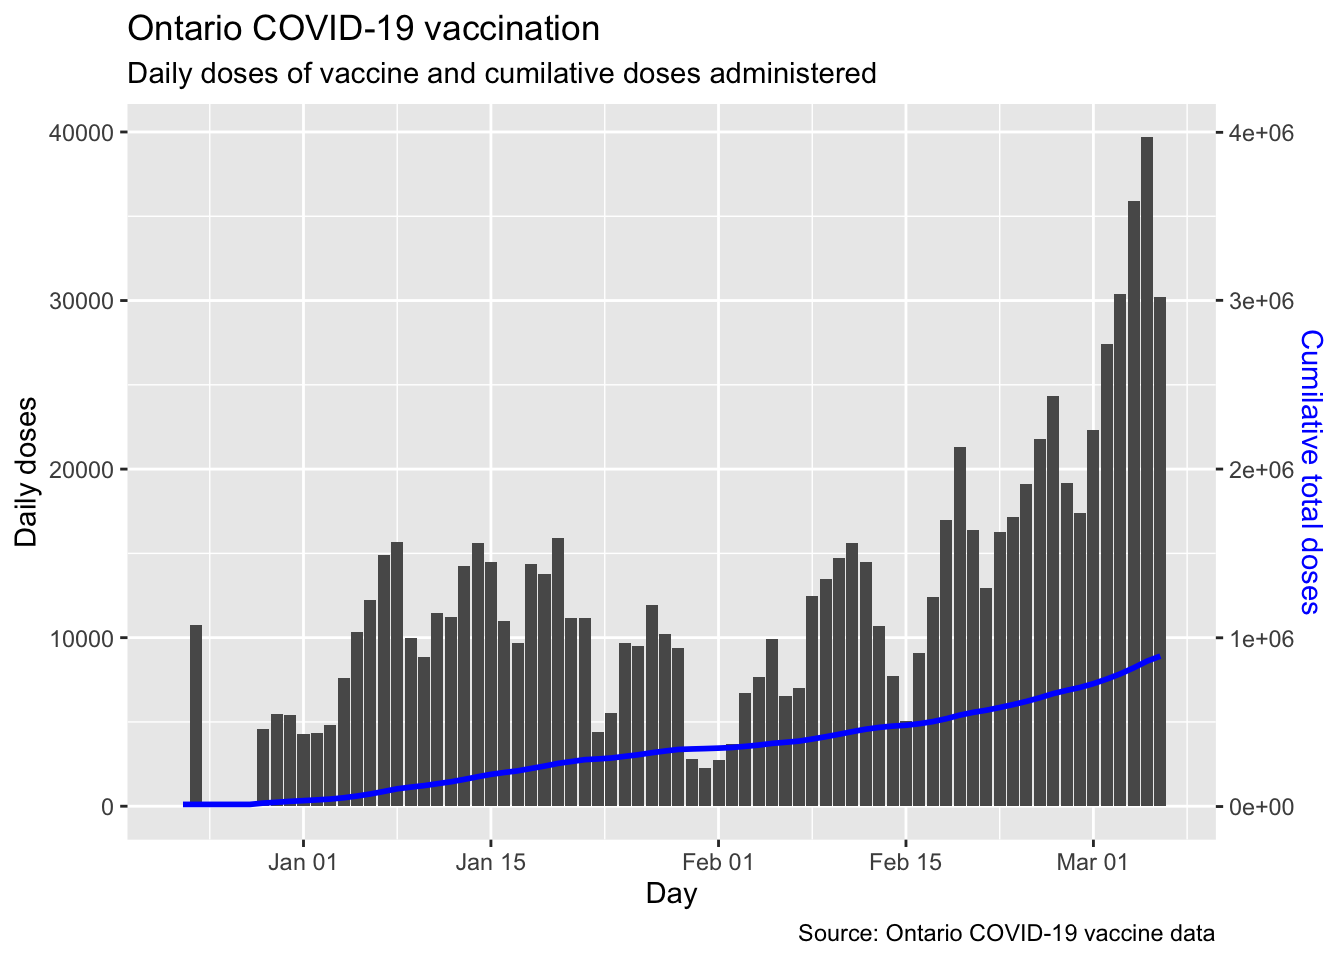 Ontario COVID-19 vaccination
Daily doses of vaccine and cumilative doses administered
40000
30000
20000
10000
0
Daily doses
4e+06
3e+06
2e+06
1e+06
0e+00
Cumilative total doses
Jan 01
Jan 15
Feb 01
Feb 15
Mar 01
Day
Source: Ontario COVID-19 vaccine data